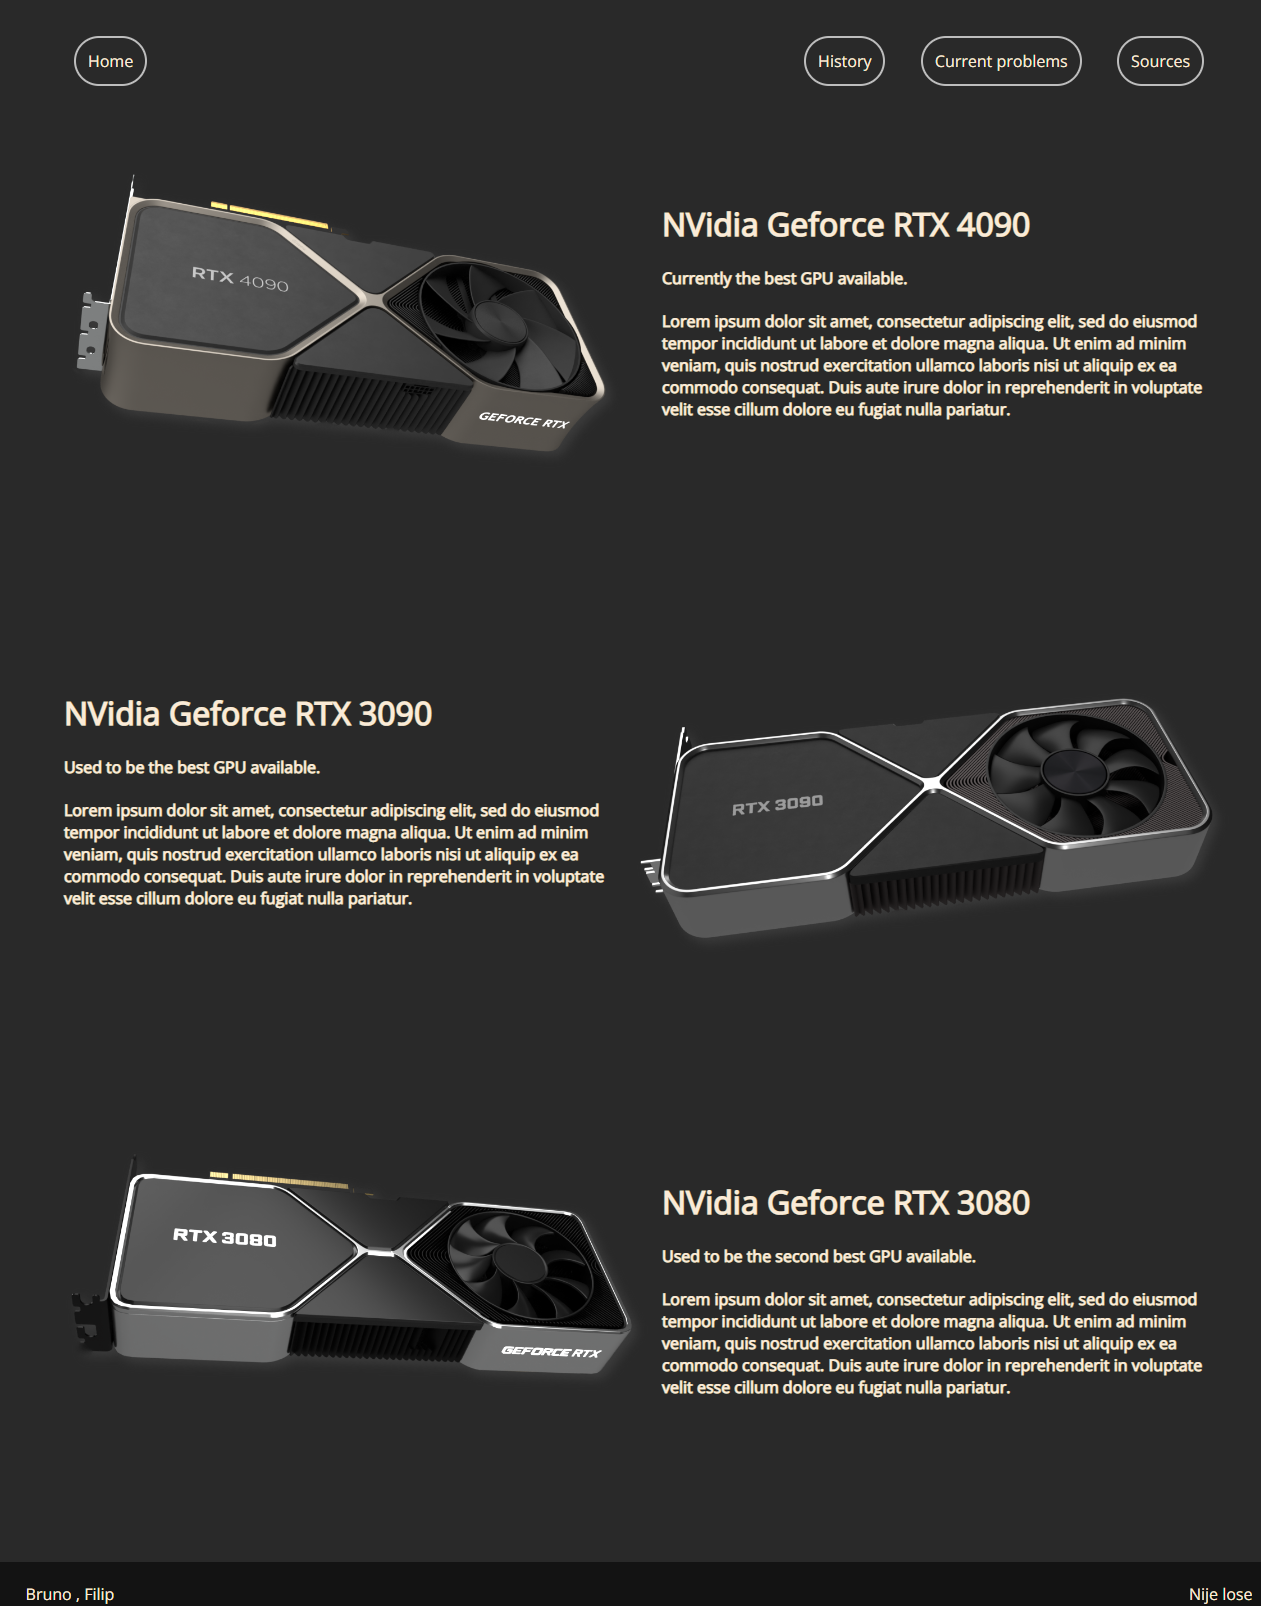 Home
History
Current problems
Sources
RTX 4090
GEFORCE RTX
NVidia Geforce RTX 4090
Currently the best GPU available.
Lorem ipsum dolor sit amet, consectetur adipiscing elit, sed do eiusmod
tempor incididunt ut labore et dolore magna aliqua. Ut enim ad minim
veniam, quis nostrud exercitation ullamco laboris nisi ut aliquip ex ea
commodo consequat. Duis aute irure dolor in reprehenderit in voluptate
velit esse cillum dolore eu fugiat nulla pariatur.
NVidia Geforce RTX 3090
Used to be the best GPU available.
Lorem ipsum dolor sit amet, consectetur adipiscing elit, sed do eiusmod
tempor incididunt ut labore et dolore magna aliqua. Ut enim ad minim
veniam, quis nostrud exercitation ullamco laboris nisi ut aliquip ex ea
commodo consequat. Duis aute irure dolor in reprehenderit in voluptate
velit esse cillum dolore eu fugiat nulla pariatur.
RTX 3090
RTX 3080
GEFORCE RTX
NVidia Geforce RTX 3080
Used to be the second best GPU available.
Lorem ipsum dolor sit amet, consectetur adipiscing elit, sed do eiusmod
tempor incididunt ut labore et dolore magna aliqua. Ut enim ad minim
veniam, quis nostrud exercitation ullamco laboris nisi ut aliquip ex ea
commodo consequat. Duis aute irure dolor in reprehenderit in voluptate
velit esse cillum dolore eu fugiat nulla pariatur.
Bruno , Filip
Nije lose